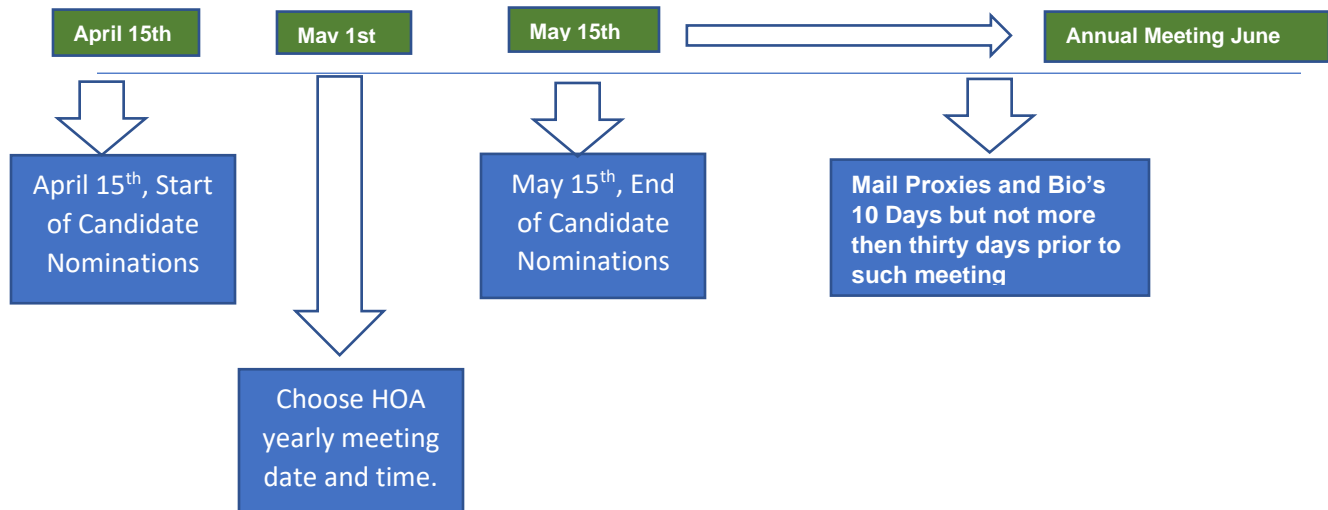 April 15th
May 1st
May 15th
Annual Meeting June
April 15th, Start
of Candidate
Nominations
May 15th, End
of Candidate
Nominations
Mail Proxies and Bio's
10 Days but not more
then thirty days prior to
such meeting
Choose HOA
yearly meeting
date and time.